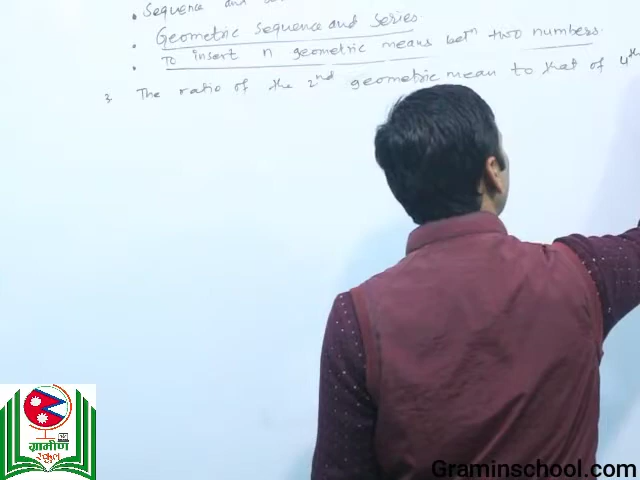 • Sequence and
• Geometric Sequence and Series.
• To insert n geometric means betn two numbers.
3 The ratio of the 2nd geometric mean to that of 4th
ग्रामीण
स्कुल
Graminschool.com